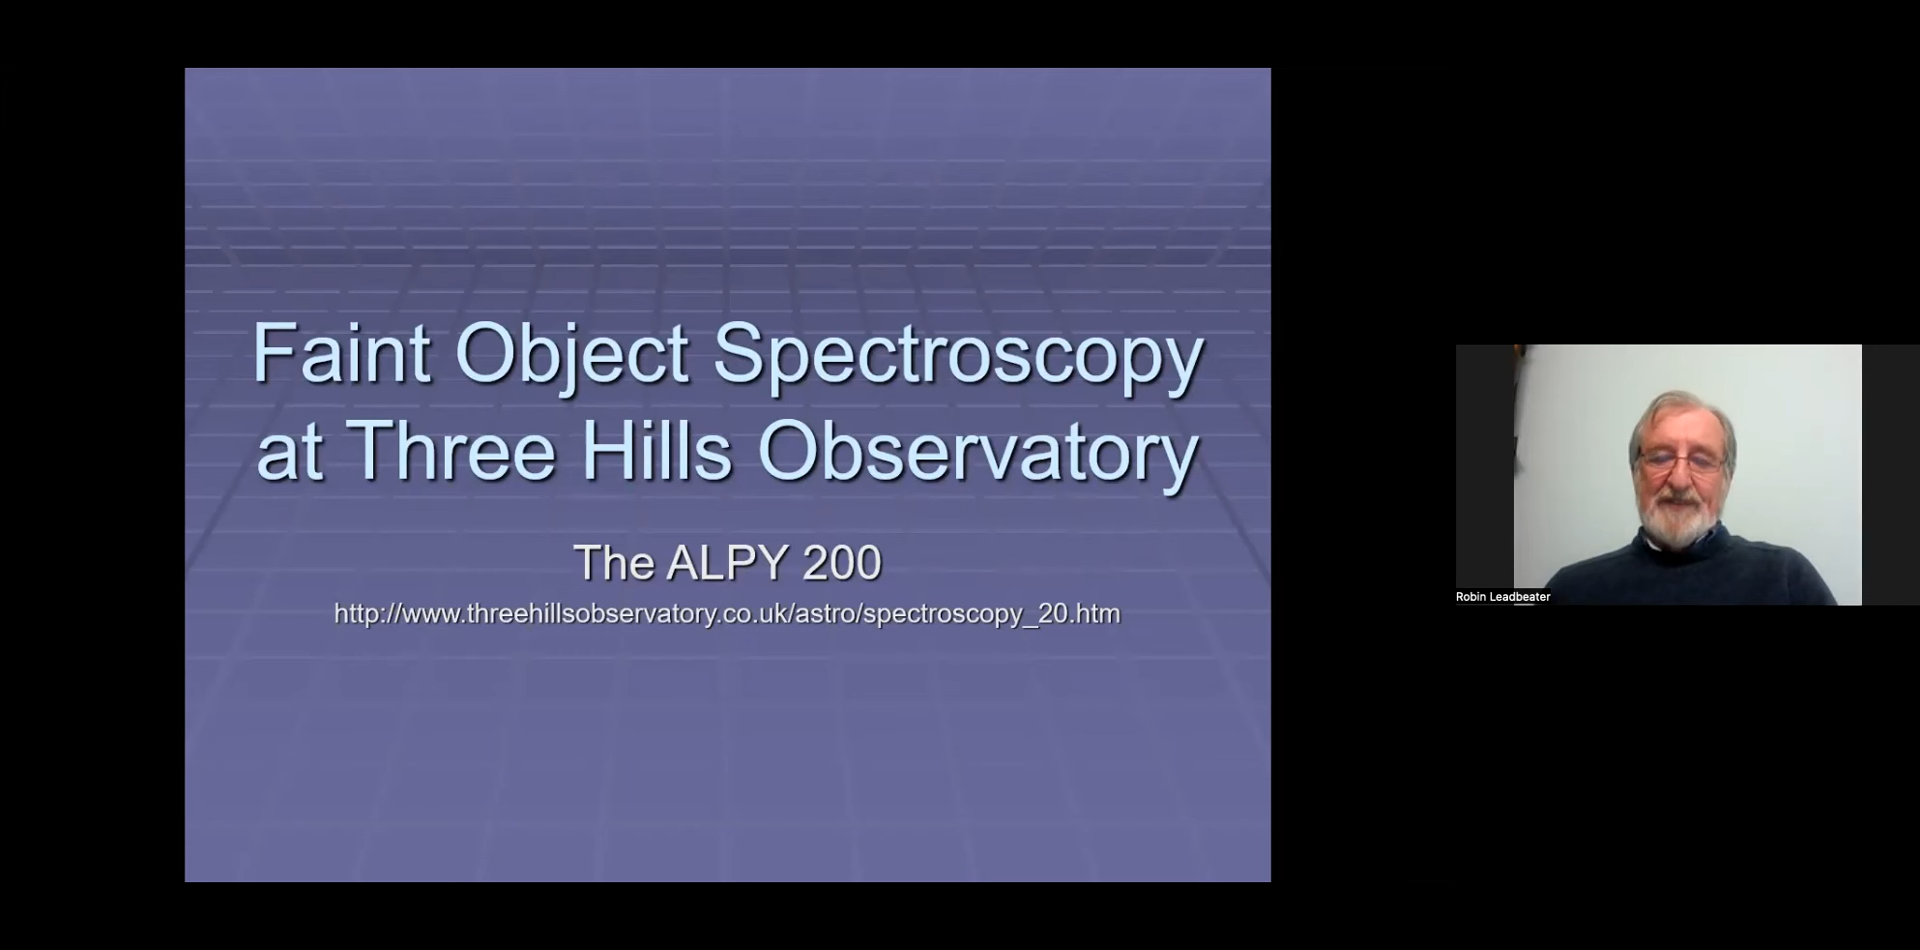 Faint Object Spectroscopy
at Three Hills Observatory
The ALPY 200
http://www.threehillsobservatory.co.uk/astro/spectroscopy_20.htm
Robin Leadbeater